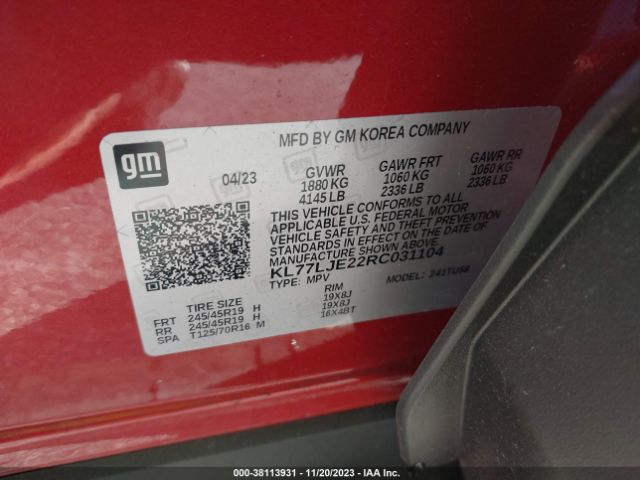 MFD BY GM KOREA COMPANY
gm
04/23 GVWR GAWR FRT GAWR RR
1880 KG 1060 KG 1060 KG
4145 LB 2336 LB 2336 LB
THIS VEHICLE CONFORMS TO ALL
APPLICABLE U.S. FEDERAL MOTOR
VEHICLE SAFETY AND THEFT PREVENTION
STANDARDS IN EFFECT ON THE DATE OF
MANUFACTURE SHOWN ABOVE.
KL77LJE22RC031104
TYPE: MPV MODEL: 241TU58
TIRE SIZE RIM
FRT 245/45R19 H 19X8J
RR 245/45R19 H 19X8J
SPA T125/70R16 M 16X4BT
000-38113931 - 11/20/2023 - IAA Inc.